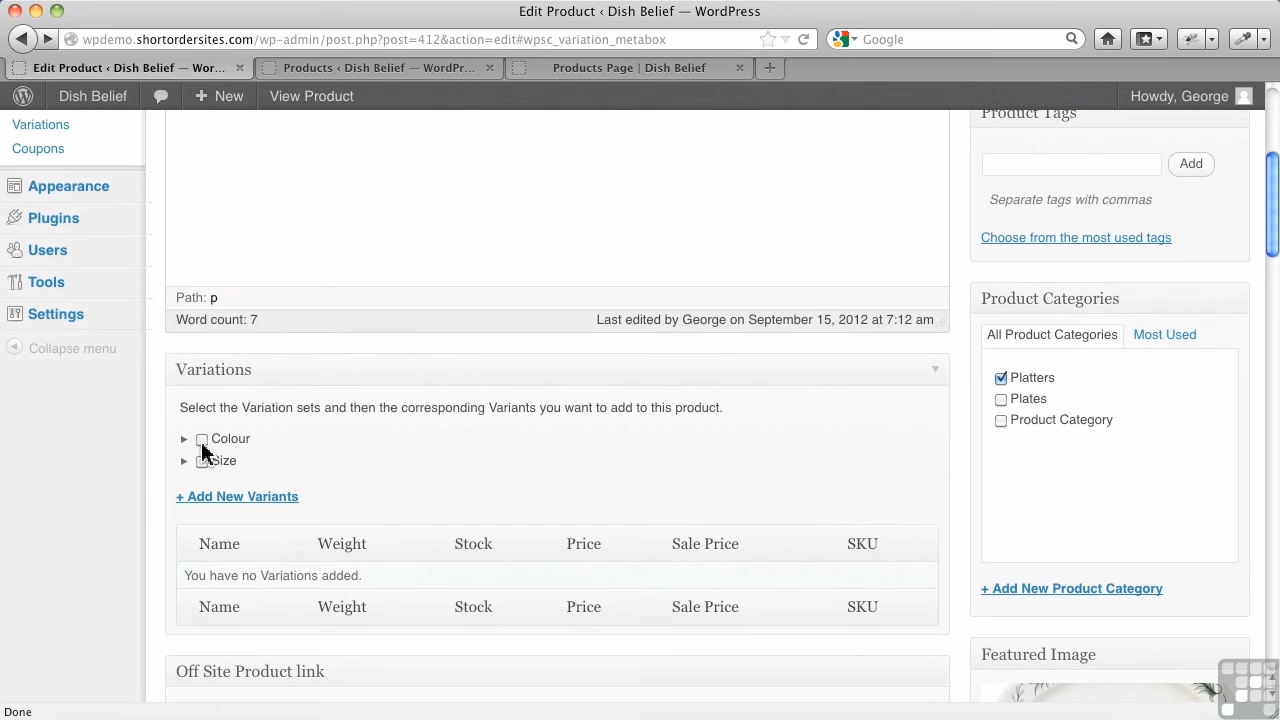 Edit Product ‹ Dish Belief — WordPress
wpdemo.shortordersites.com/wp-admin/post.php?post=412&action=edit#wpsc_variation_metabox
Google
Edit Product ‹ Dish Belief — Wor...
Products ‹ Dish Belief — WordPr...
Products Page | Dish Belief
Dish Belief
+ New
View Product
Howdy, George
Variations
Coupons
Appearance
Plugins
Users
Tools
Settings
Collapse menu
Path: p
Word count: 7
Last edited by George on September 15, 2012 at 7:12 am
Variations
Select the Variation sets and then the corresponding Variants you want to add to this product.
Colour
Size
+ Add New Variants
Name Weight Stock Price Sale Price SKU
You have no Variations added.
Name Weight Stock Price Sale Price SKU
Off Site Product link
Product Tags
Add
Separate tags with commas
Choose from the most used tags
Product Categories
All Product Categories
Most Used
Platters
Plates
Product Category
+ Add New Product Category
Featured Image
Done